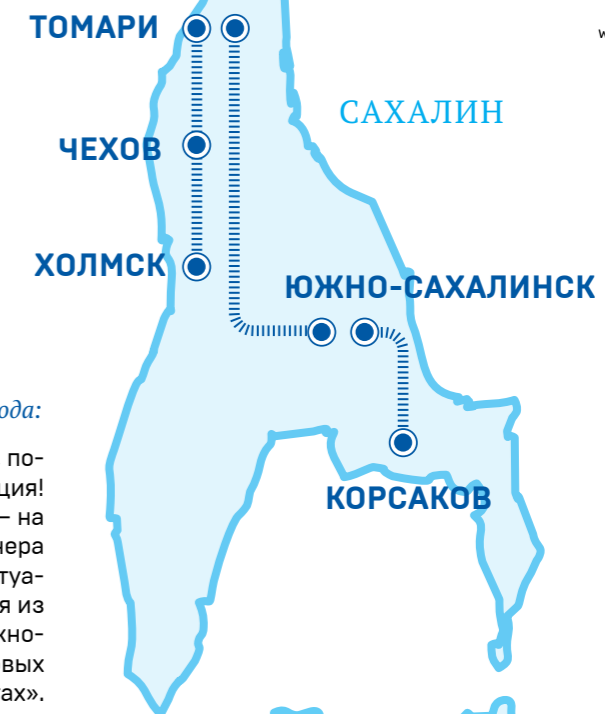 ТОМАРИ
САХАЛИН
ЧЕХОВ
ХОЛМСК
ЮЖНО-САХАЛИНСК
КОРСАКОВ
ода:
по-
ция!
– на
нера
туа-
я из
жно-
вых
ах».